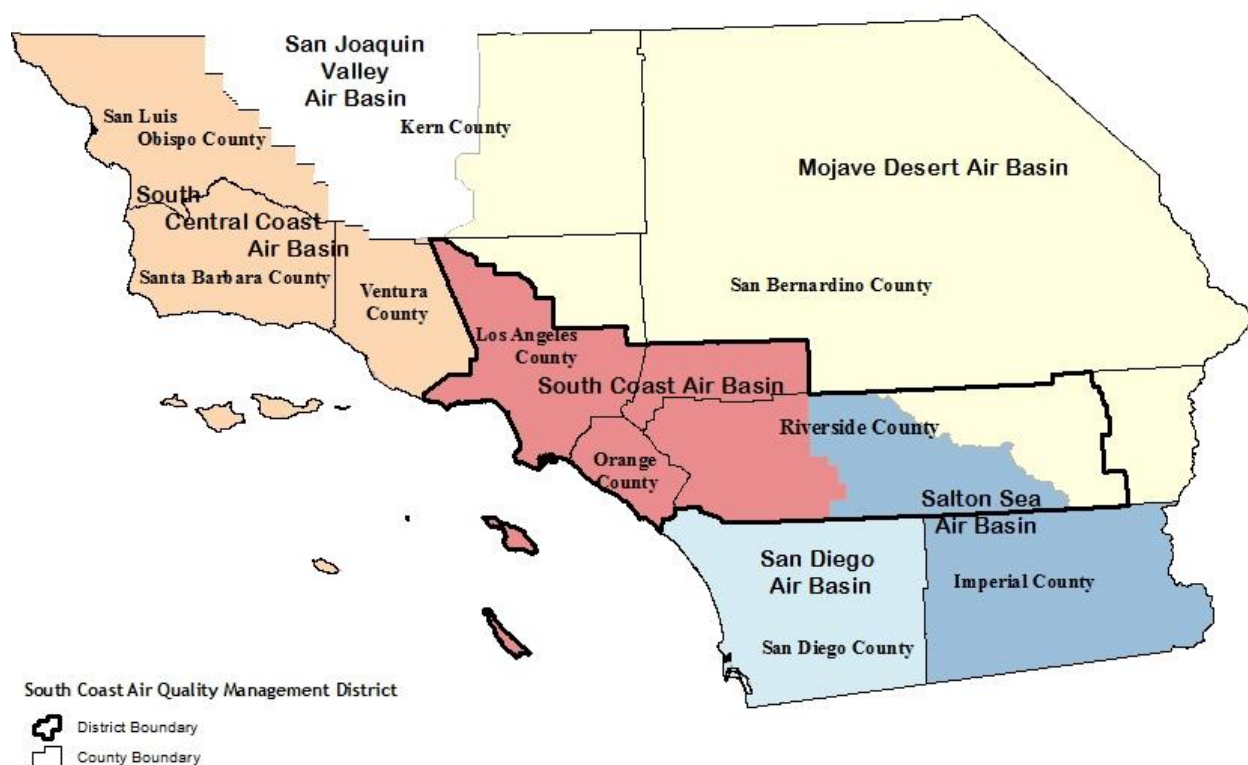 San Joaquin
Valley
Air Basin
San Luis
Obispo County
Kern County
Mojave Desert Air Basin
South
Central Coast
Air Basin
Santa Barbara County
Ventura
County
San Bernardino County
Los Angeles
County
South Coast Air Basin
Riverside County
Orange
County
Salton Sea
Air Basin
San Diego
Air Basin
Imperial County
San Diego County
South Coast Air Quality Management District
District Boundary
County Boundary